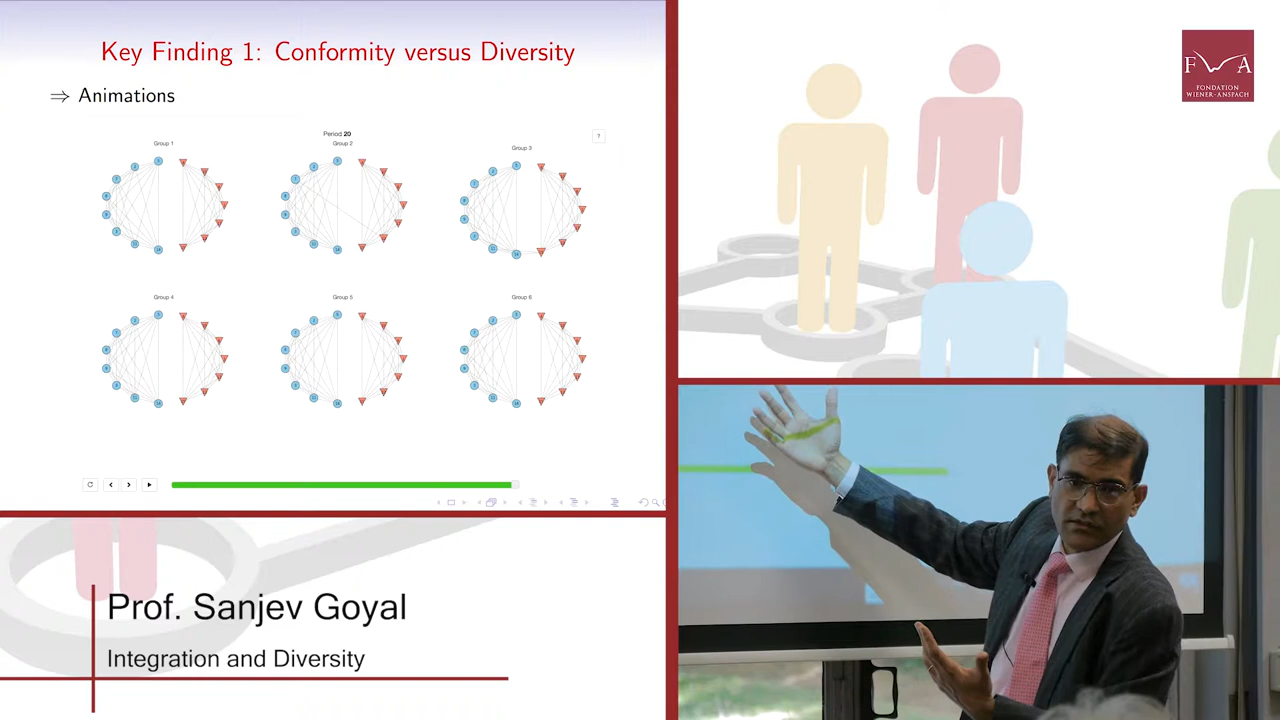 Key Finding 1: Conformity versus Diversity
⇒ Animations
Period 20
Group 1
Group 2
Group 3
?
Group 4
Group 5
Group 6
Prof. Sanjev Goyal
Integration and Diversity
F W A
FONDATION
WIENER-ANSPACH